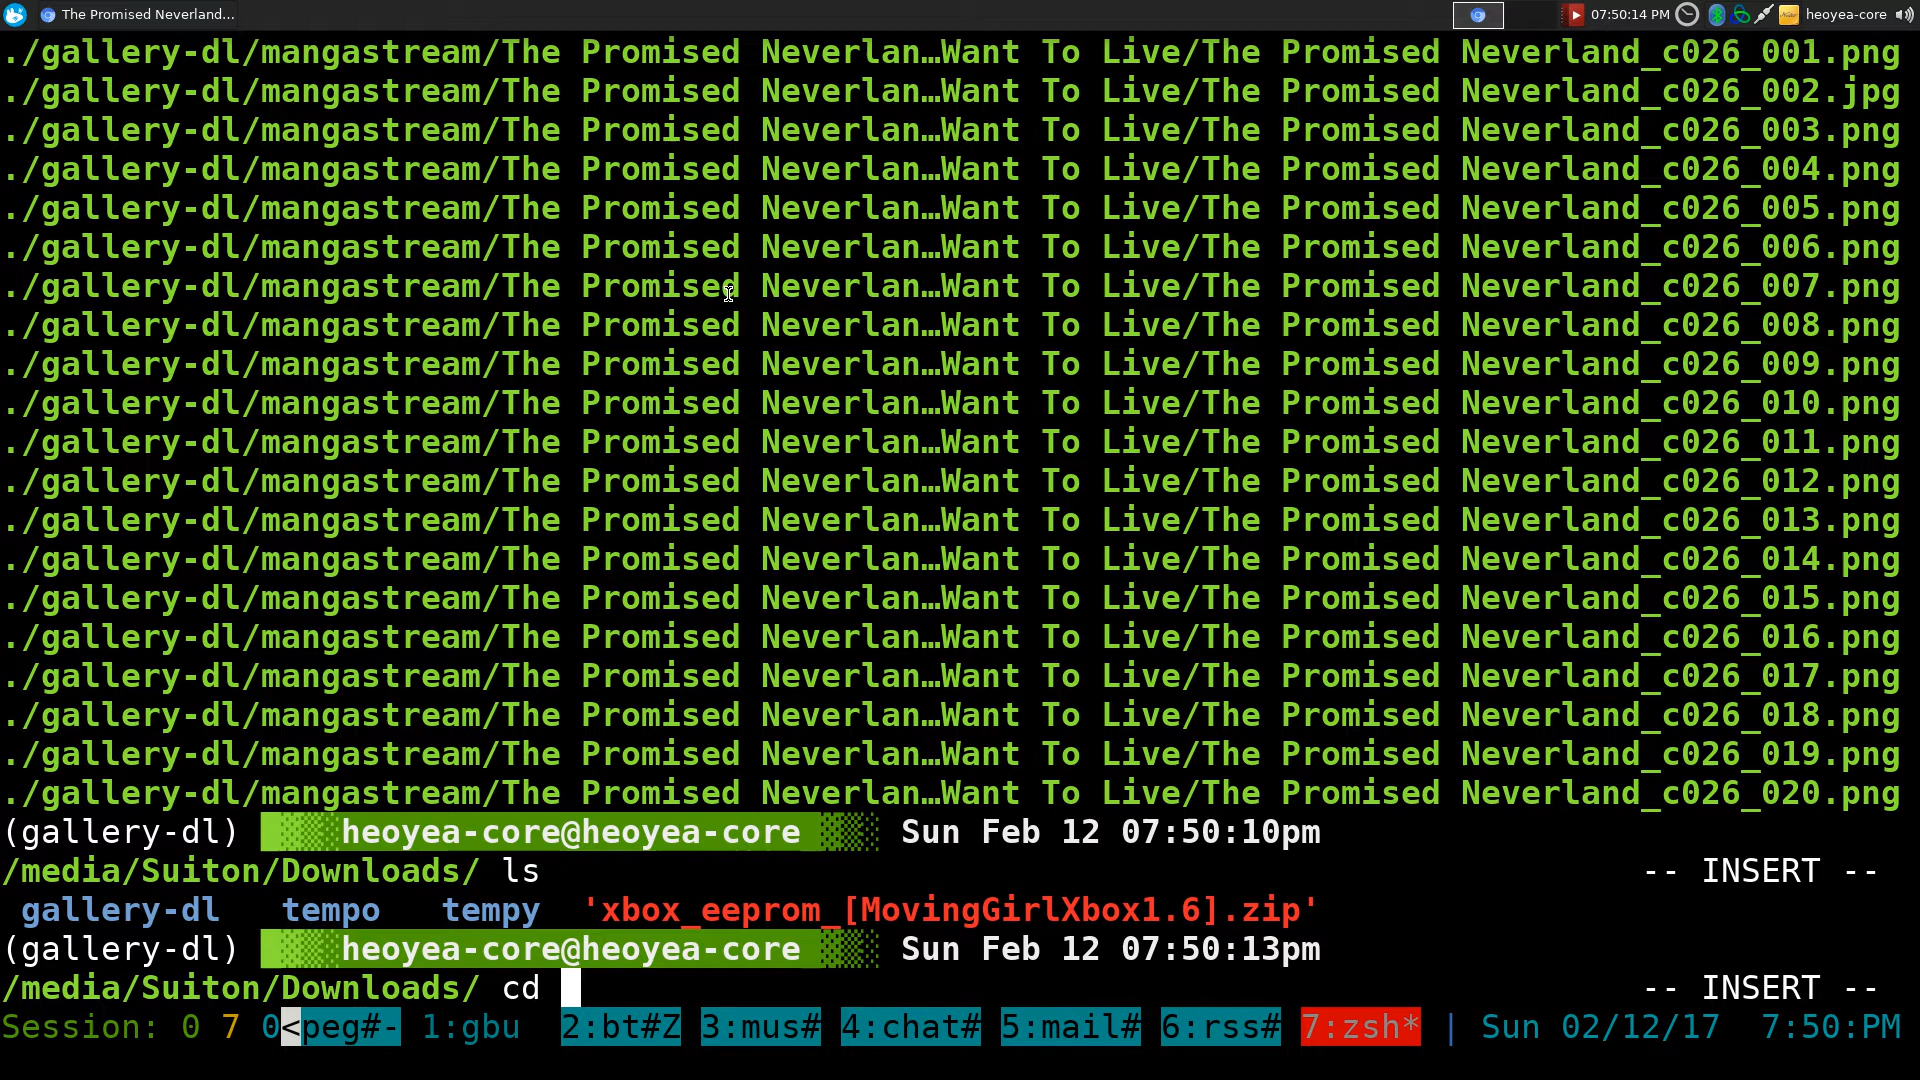 The Promised Neverland... 07:50:14 PM heoyea-core
./gallery-dl/mangastream/The Promised Neverlan…Want To Live/The Promised Neverland_c026_001.png
./gallery-dl/mangastream/The Promised Neverlan…Want To Live/The Promised Neverland_c026_002.jpg
./gallery-dl/mangastream/The Promised Neverlan…Want To Live/The Promised Neverland_c026_003.png
./gallery-dl/mangastream/The Promised Neverlan…Want To Live/The Promised Neverland_c026_004.png
./gallery-dl/mangastream/The Promised Neverlan…Want To Live/The Promised Neverland_c026_005.png
./gallery-dl/mangastream/The Promised Neverlan…Want To Live/The Promised Neverland_c026_006.png
./gallery-dl/mangastream/The Promised Neverlan…Want To Live/The Promised Neverland_c026_007.png
./gallery-dl/mangastream/The Promised Neverlan…Want To Live/The Promised Neverland_c026_008.png
./gallery-dl/mangastream/The Promised Neverlan…Want To Live/The Promised Neverland_c026_009.png
./gallery-dl/mangastream/The Promised Neverlan…Want To Live/The Promised Neverland_c026_010.png
./gallery-dl/mangastream/The Promised Neverlan…Want To Live/The Promised Neverland_c026_011.png
./gallery-dl/mangastream/The Promised Neverlan…Want To Live/The Promised Neverland_c026_012.png
./gallery-dl/mangastream/The Promised Neverlan…Want To Live/The Promised Neverland_c026_013.png
./gallery-dl/mangastream/The Promised Neverlan…Want To Live/The Promised Neverland_c026_014.png
./gallery-dl/mangastream/The Promised Neverlan…Want To Live/The Promised Neverland_c026_015.png
./gallery-dl/mangastream/The Promised Neverlan…Want To Live/The Promised Neverland_c026_016.png
./gallery-dl/mangastream/The Promised Neverlan…Want To Live/The Promised Neverland_c026_017.png
./gallery-dl/mangastream/The Promised Neverlan…Want To Live/The Promised Neverland_c026_018.png
./gallery-dl/mangastream/The Promised Neverlan…Want To Live/The Promised Neverland_c026_019.png
./gallery-dl/mangastream/The Promised Neverlan…Want To Live/The Promised Neverland_c026_020.png
(gallery-dl) heoyea-core@heoyea-core Sun Feb 12 07:50:10pm
/media/Suiton/Downloads/ ls -- INSERT --
gallery-dl tempo tempy 'xbox_eeprom_[MovingGirlXbox1.6].zip'
(gallery-dl) heoyea-core@heoyea-core Sun Feb 12 07:50:13pm
/media/Suiton/Downloads/ cd -- INSERT --
Session: 0 7 0<peg#- 1:gbu 2:bt#Z 3:mus# 4:chat# 5:mail# 6:rss# 7:zsh* | Sun 02/12/17 7:50:PM